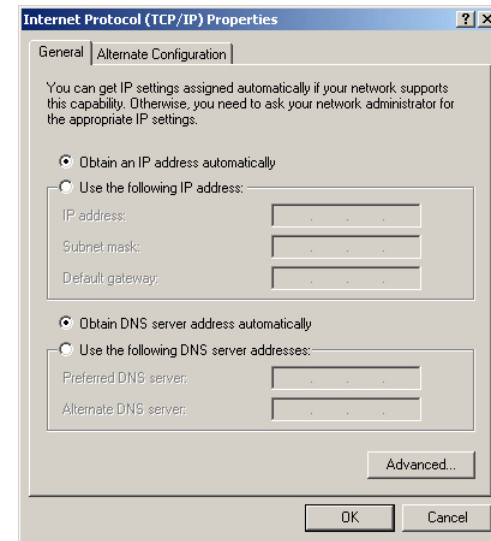 Internet Protocol (TCP/IP) Properties
General
Alternate Configuration
You can get IP settings assigned automatically if your network supports
this capability. Otherwise, you need to ask your network administrator for
the appropriate IP settings.
Obtain an IP address automatically
Use the following IP address:
IP address:
Subnet mask:
Default gateway:
Obtain DNS server address automatically
Use the following DNS server addresses:
Preferred DNS server:
Alternate DNS server:
Advanced...
OK
Cancel